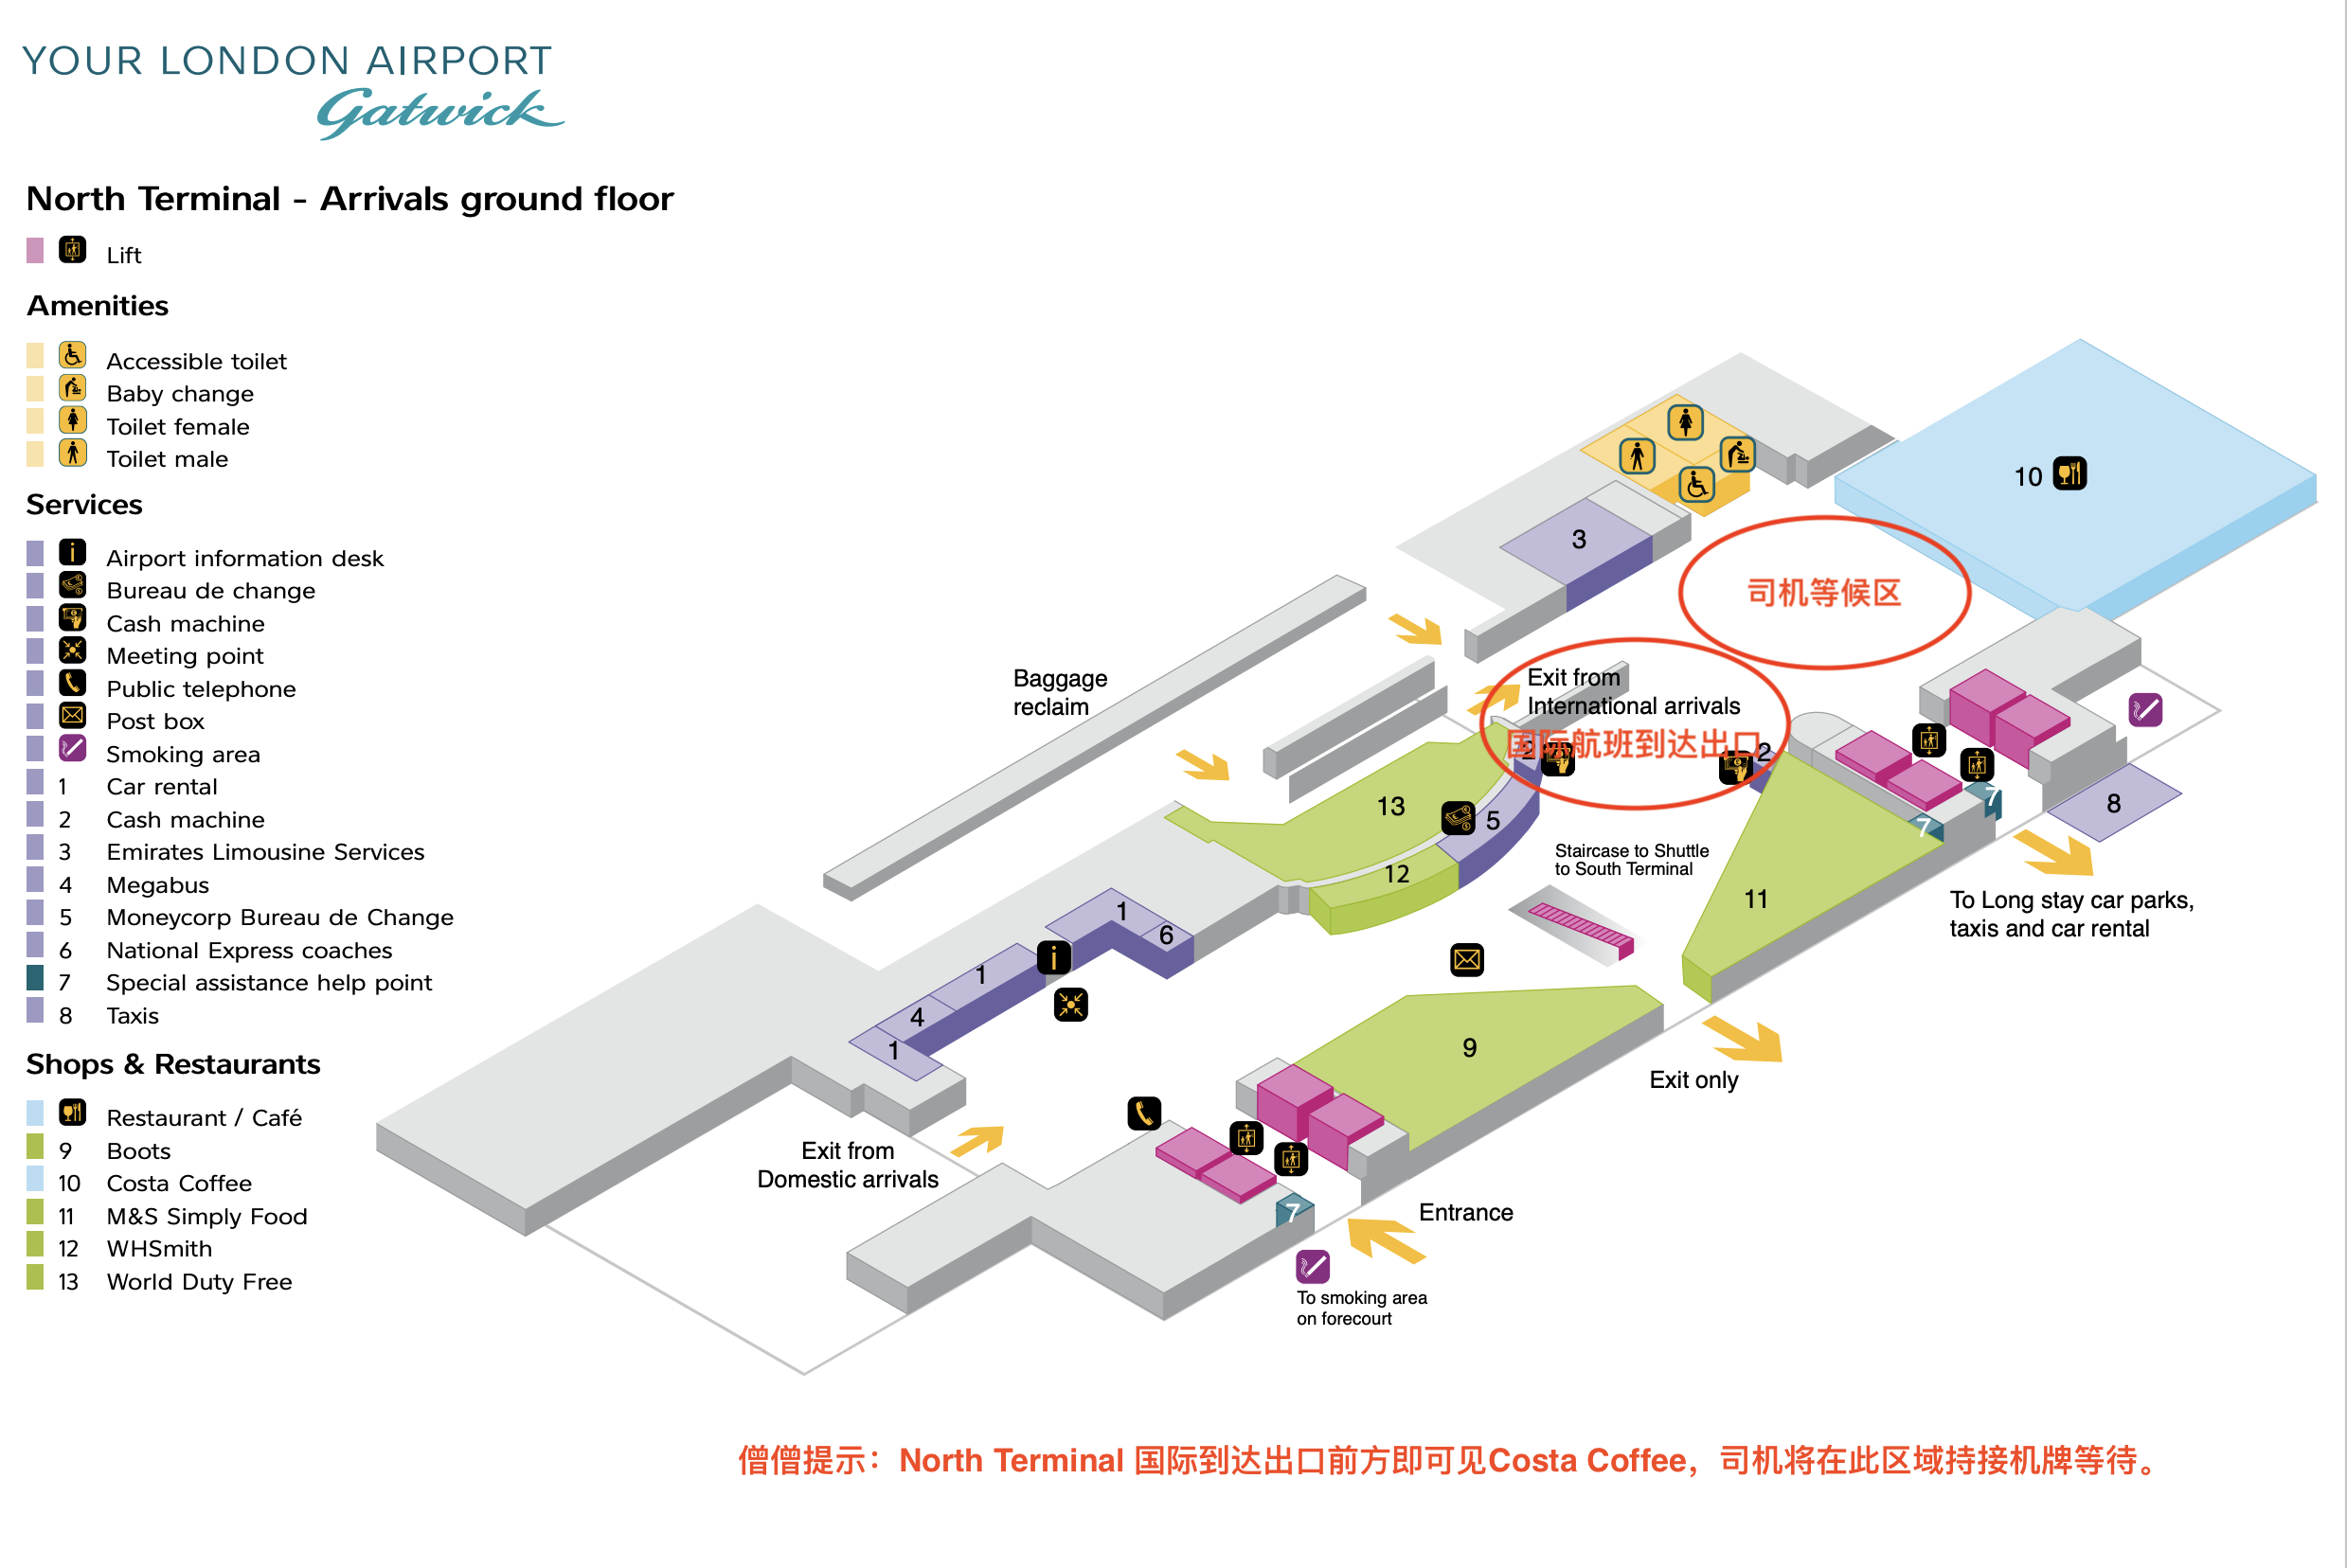 YOUR LONDON AIRPORT
Gatwick
North Terminal - Arrivals ground floor
Lift
Amenities
Accessible toilet
Baby change
Toilet female
Toilet male
Services
Airport information desk
Bureau de change
Cash machine
Meeting point
Public telephone
Post box
Smoking area
1 Car rental
2 Cash machine
3 Emirates Limousine Services
4 Megabus
5 Moneycorp Bureau de Change
6 National Express coaches
7 Special assistance help point
8 Taxis
Shops & Restaurants
Restaurant / Café
9 Boots
10 Costa Coffee
11 M&S Simply Food
12 WHSmith
13 World Duty Free
10
3
司机等候区
Baggage
reclaim
Exit from
International arrivals
国际航班到达出口
2
2
13
5
12
7
7
8
Staircase to Shuttle
to South Terminal
11
To Long stay car parks,
taxis and car rental
1
6
1
4
1
9
Exit only
Exit from
Domestic arrivals
7
Entrance
To smoking area
on forecourt
僧僧提示：North Terminal 国际到达出口前方即可见Costa Coffee，司机将在此区域持接机牌等待。